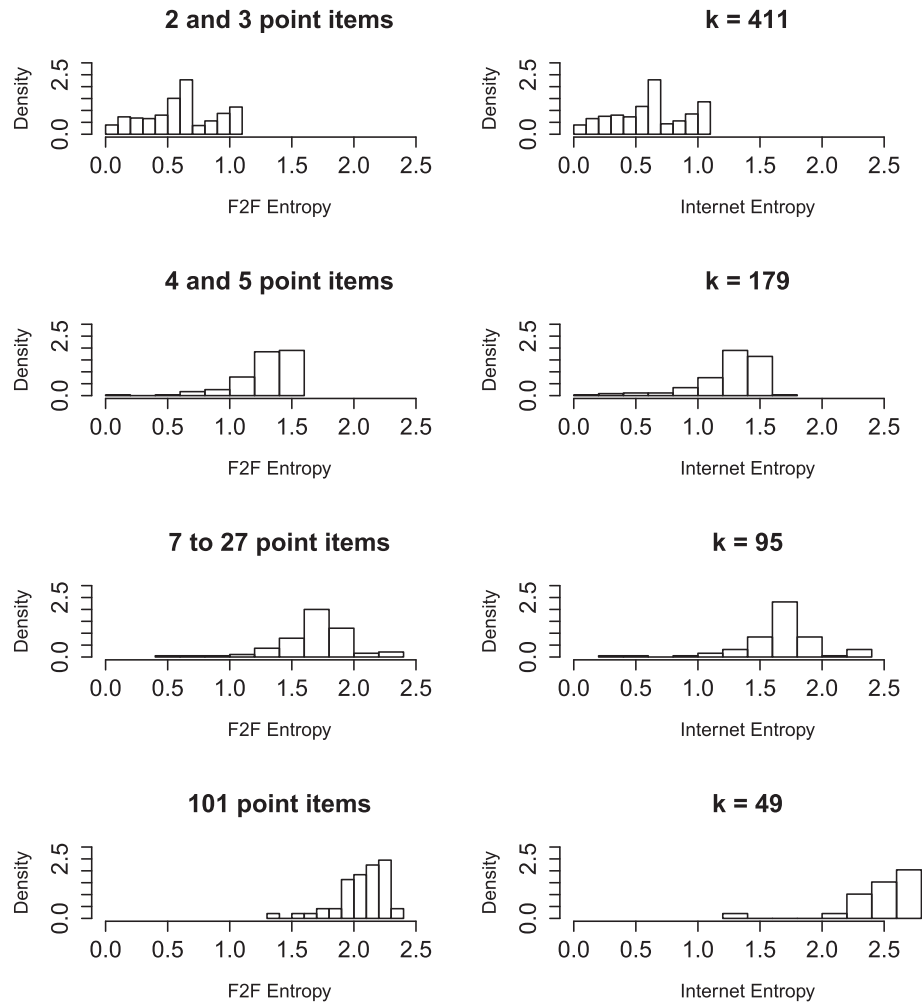 2 and 3 point items
k = 411
Density
0.0 2.5
0.0 0.5 1.0 1.5 2.0 2.5
F2F Entropy
Density
0.0 2.5
0.0 0.5 1.0 1.5 2.0 2.5
Internet Entropy
4 and 5 point items
k = 179
Density
0.0 2.5
0.0 0.5 1.0 1.5 2.0 2.5
F2F Entropy
Density
0.0 2.5
0.0 0.5 1.0 1.5 2.0 2.5
Internet Entropy
7 to 27 point items
k = 95
Density
0.0 2.5
0.0 0.5 1.0 1.5 2.0 2.5
F2F Entropy
Density
0.0 2.5
0.0 0.5 1.0 1.5 2.0 2.5
Internet Entropy
101 point items
k = 49
Density
0.0 2.5
0.0 0.5 1.0 1.5 2.0 2.5
F2F Entropy
Density
0.0 2.5
0.0 0.5 1.0 1.5 2.0 2.5
Internet Entropy